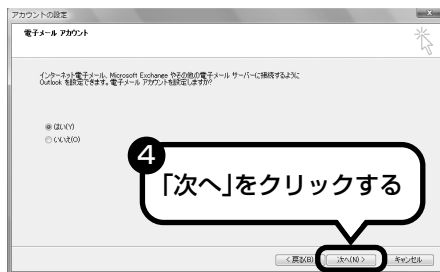 アカウントの設定
電子メール アカウント
インターネット電子メール、Microsoft Exchange やその他の電子メール サーバーに接続するように
Outlook を設定できます。電子メール アカウントを設定しますか?
はい(Y)
いいえ(O)
4
「次へ」をクリックする
< 戻る(B)
次へ(N) >
キャンセル